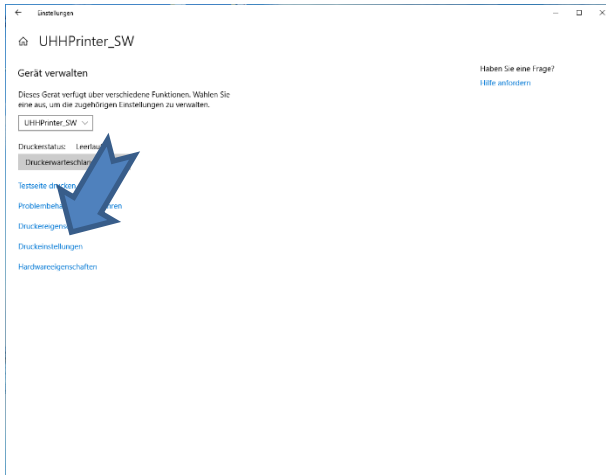 Einstellungen
UHHPrinter_SW
Gerät verwalten
Haben Sie eine Frage?
Hilfe anfordern
Dieses Gerät verfügt über verschiedene Funktionen. Wählen Sie
eine aus, um die zugehörigen Einstellungen zu verwalten.
UHHPrinter_SW
Druckerstatus:
Testseite drucken
Druckeinstellungen
Hardwareeigenschaften